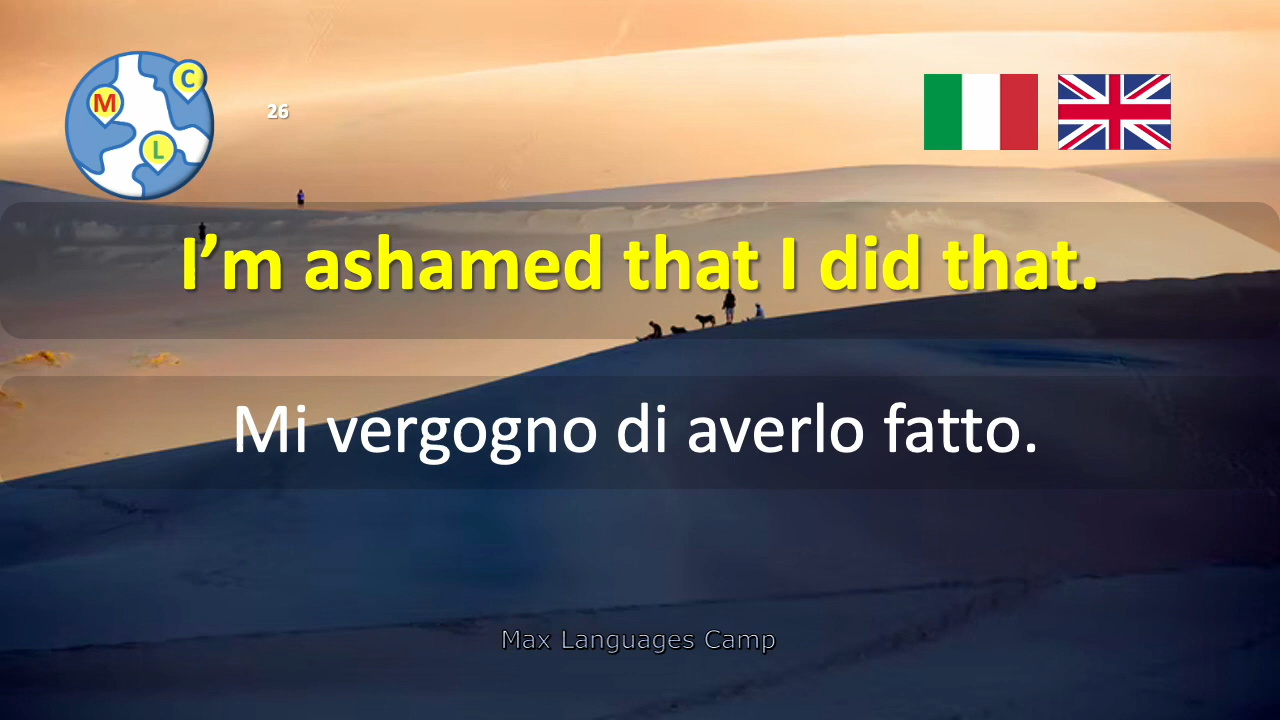 C
M
L
26
I’m ashamed that I did that.
Mi vergogno di averlo fatto.
Max Languages Camp